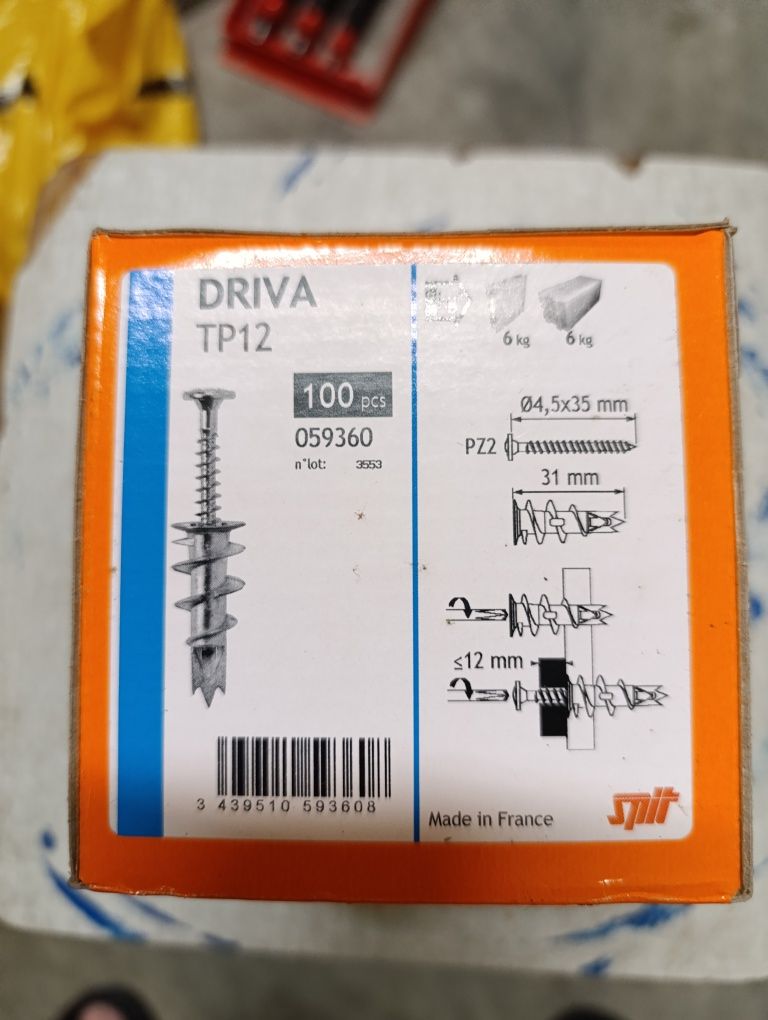 DRIVA
TP12
100 pcs
059360
n°lot: 3553
3 439510 593608
6 kg
6 kg
Ø4,5x35 mm
PZ2
31 mm
≤12 mm
Made in France
spit